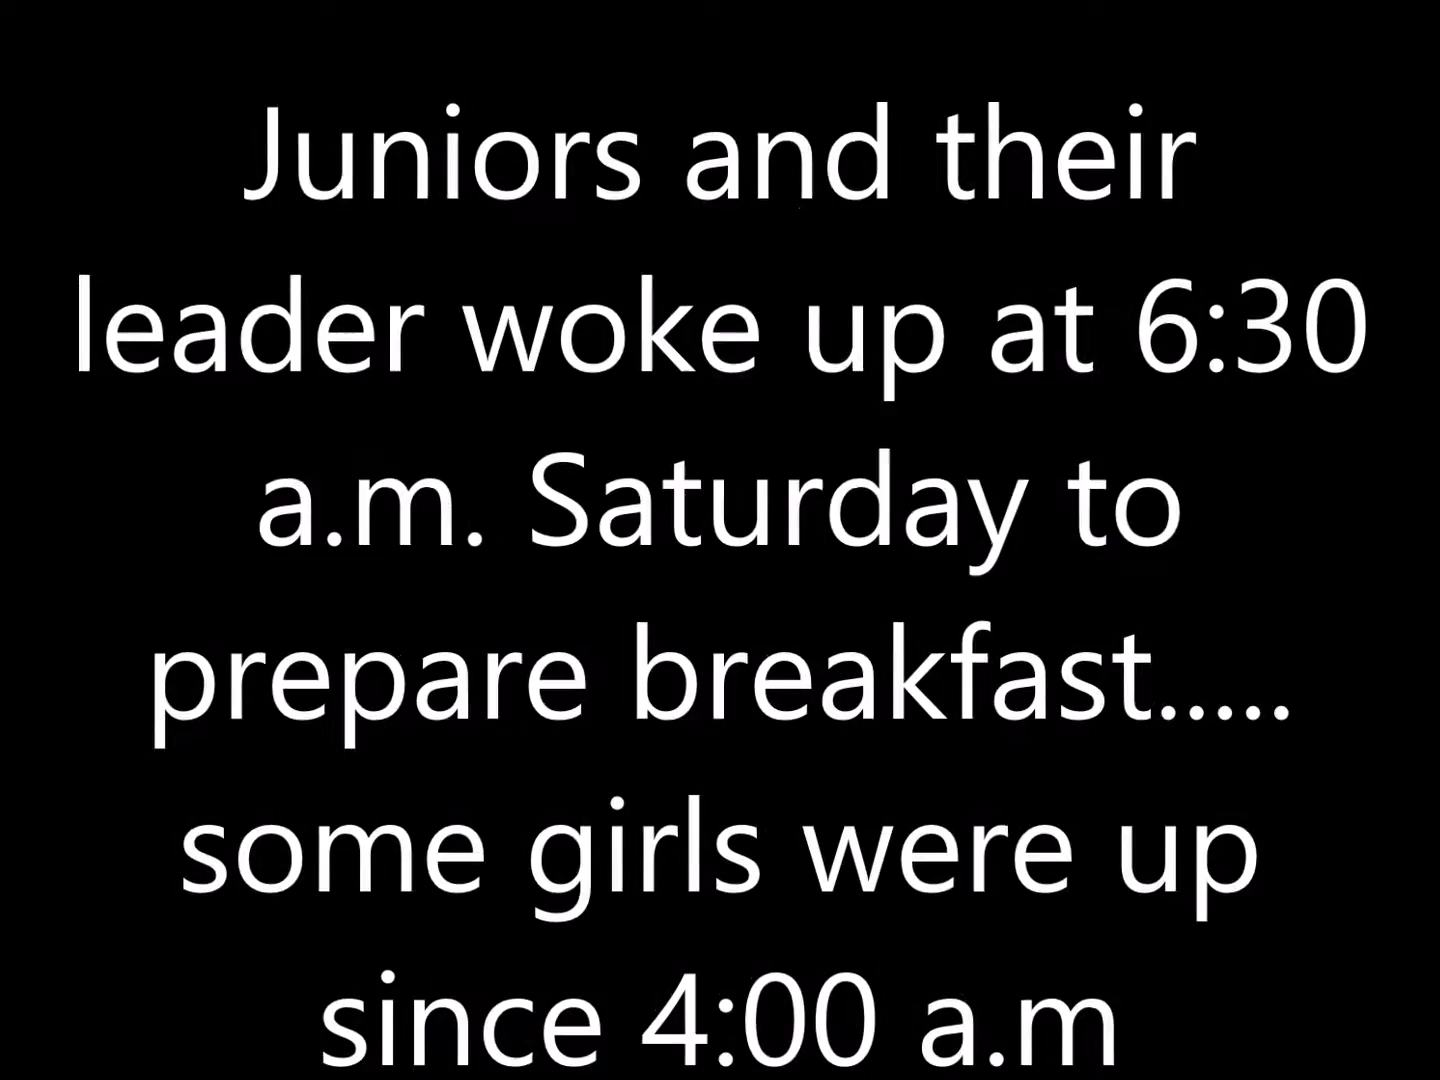 Juniors and their
leader woke up at 6:30
a.m. Saturday to
prepare breakfast.....
some girls were up
since 4:00 a.m